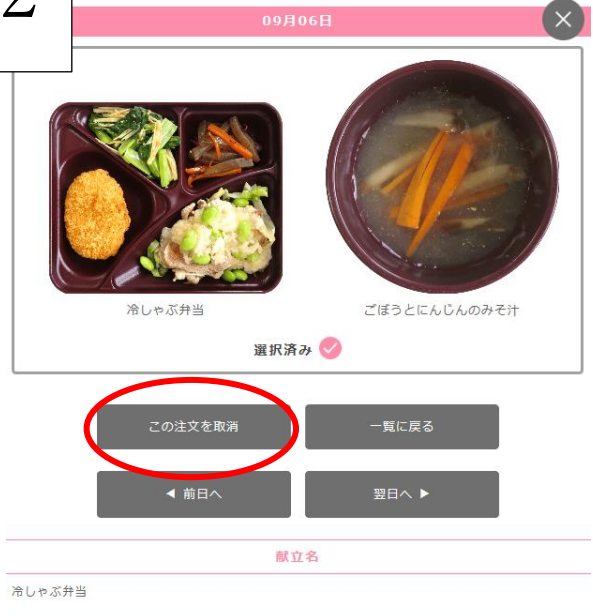 2
09月06日
冷しゃぶ弁当
ごぼうとにんじんのみそ汁
選択済み
この注文を取消
一覧に戻る
◀ 前日へ
翌日へ ▶
献立名
冷しゃぶ弁当